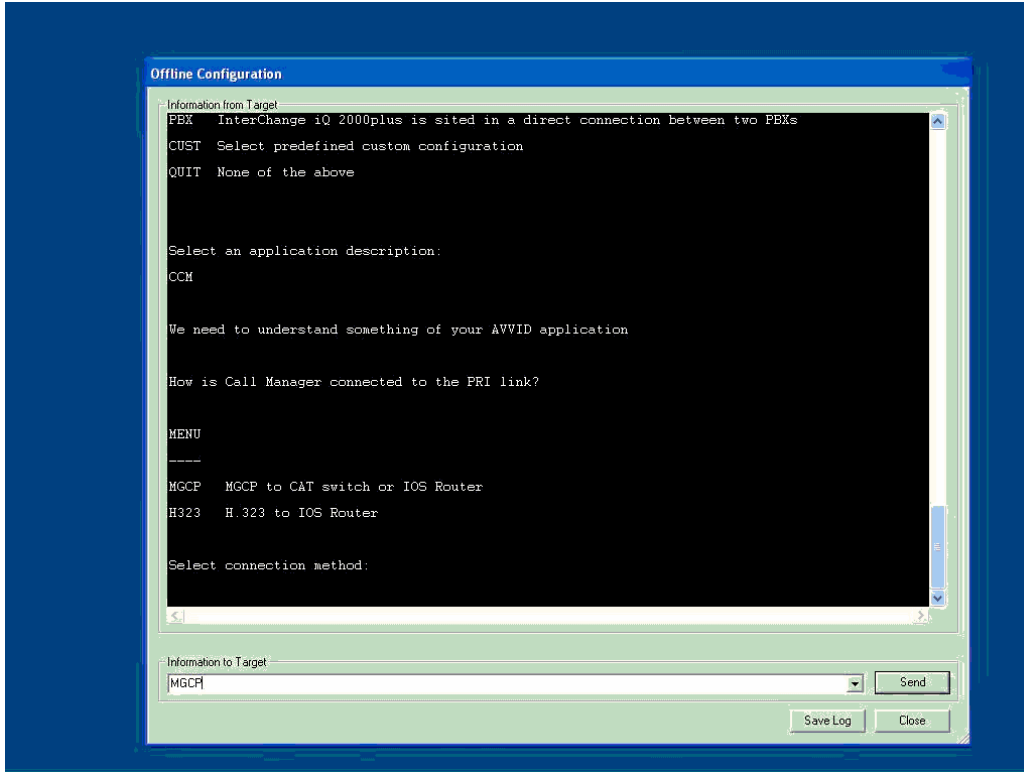 Offline Configuration
Information from Target
PBX InterChange iQ 2000plus is sited in a direct connection between two PBXs
CUST Select predefined custom configuration
QUIT None of the above
Select an application description:
CCM
We need to understand something of your AVVID application
How is Call Manager connected to the PRI link?
MENU
----
MGCP MGCP to CAT switch or IOS Router
H323 H.323 to IOS Router
Select connection method:
Information to Target
MGCP
Send
Save Log
Close